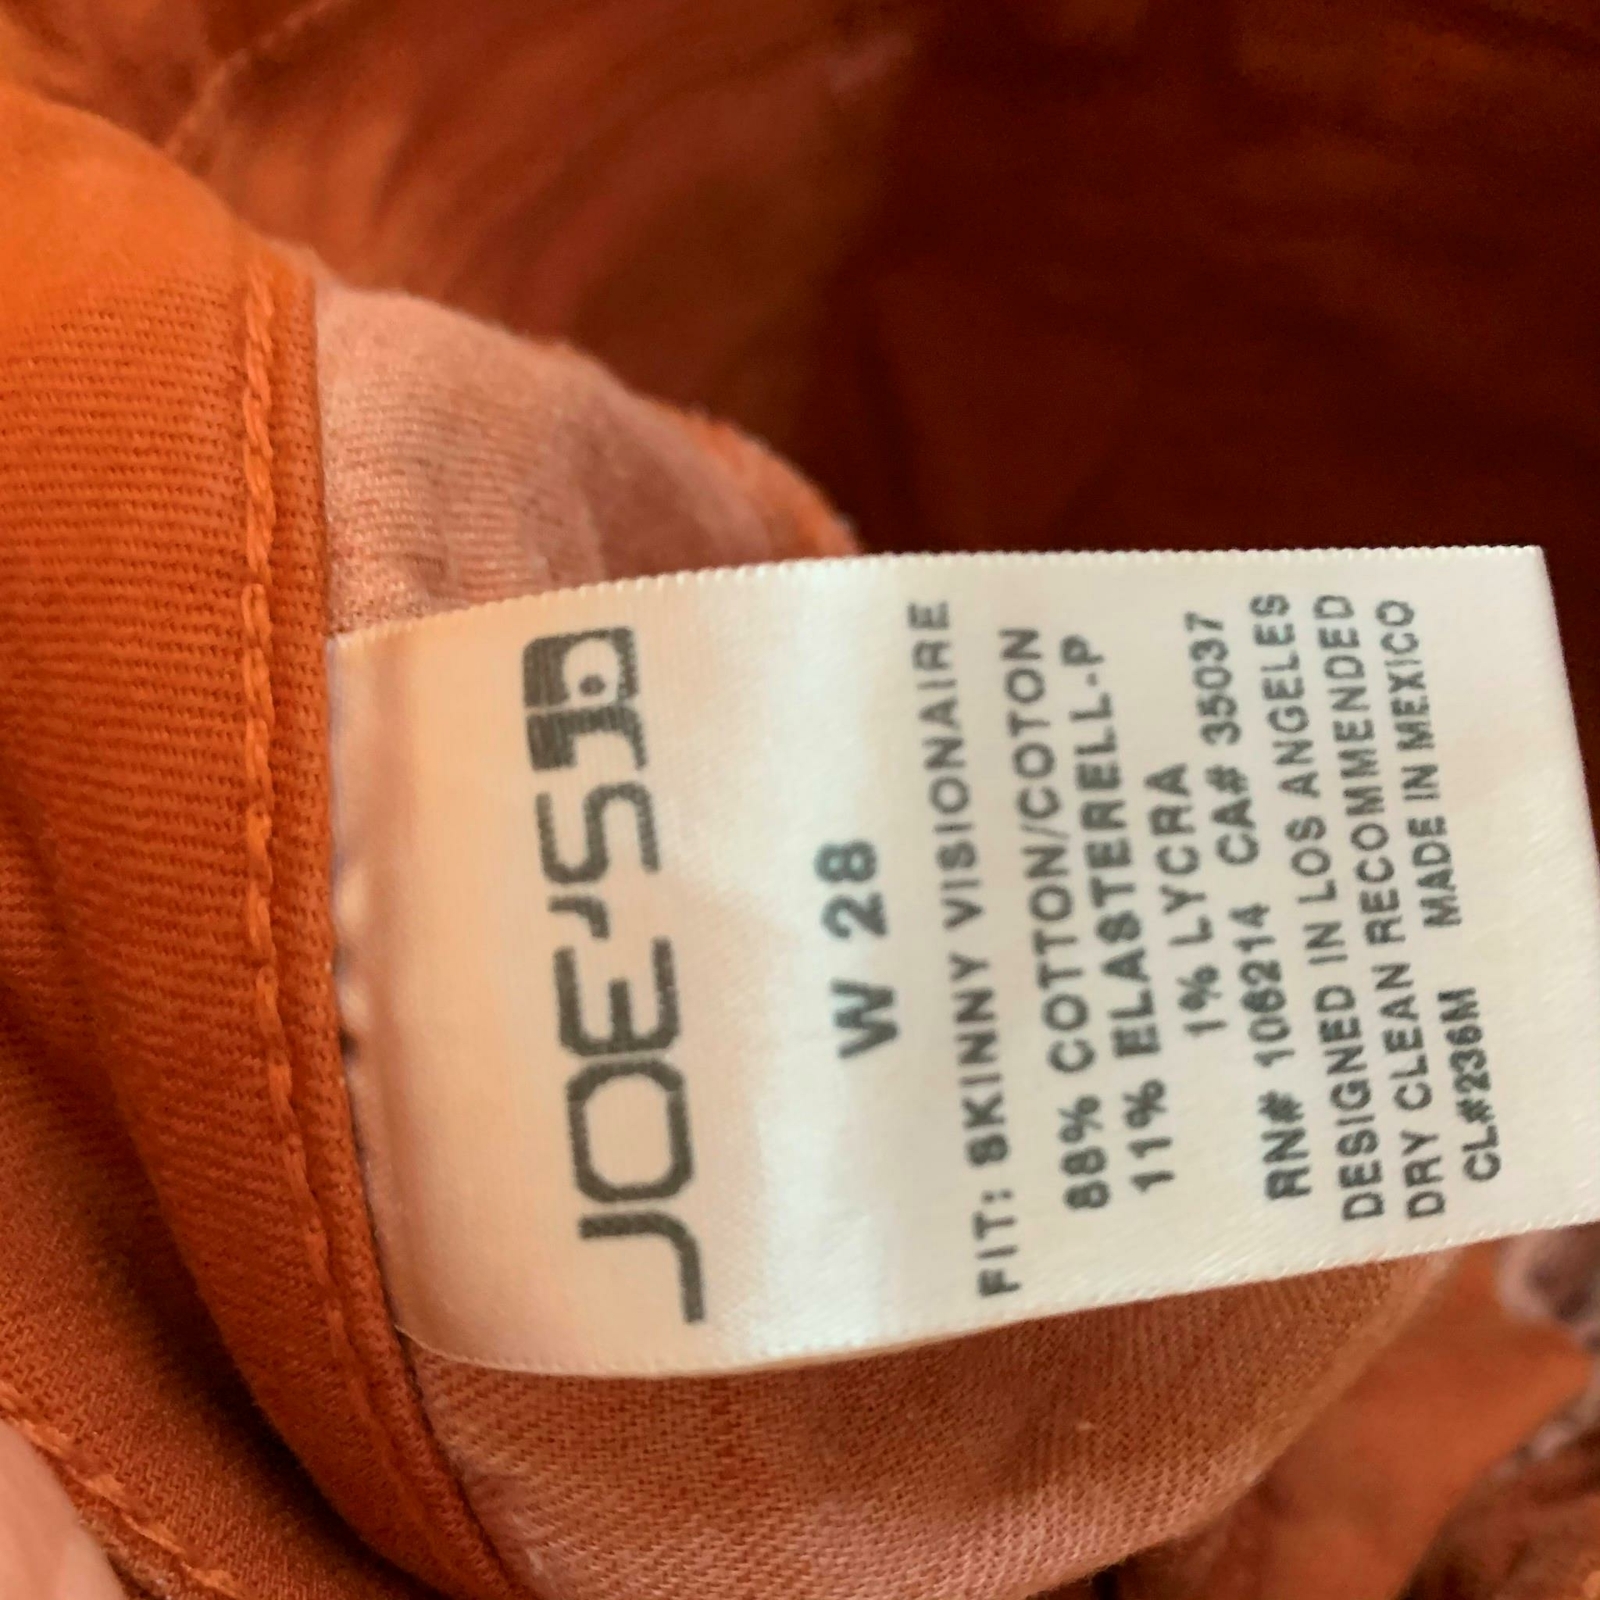 JOE'S
W 28
FIT: SKINNY VISIONAIRE
88% COTTON/COTON
11% ELASTERELL-P
1% LYCRA
RN# 106214 CA# 35037
DESIGNED IN LOS ANGELES
DRY CLEAN RECOMMENDED
CL#236M MADE IN MEXICO